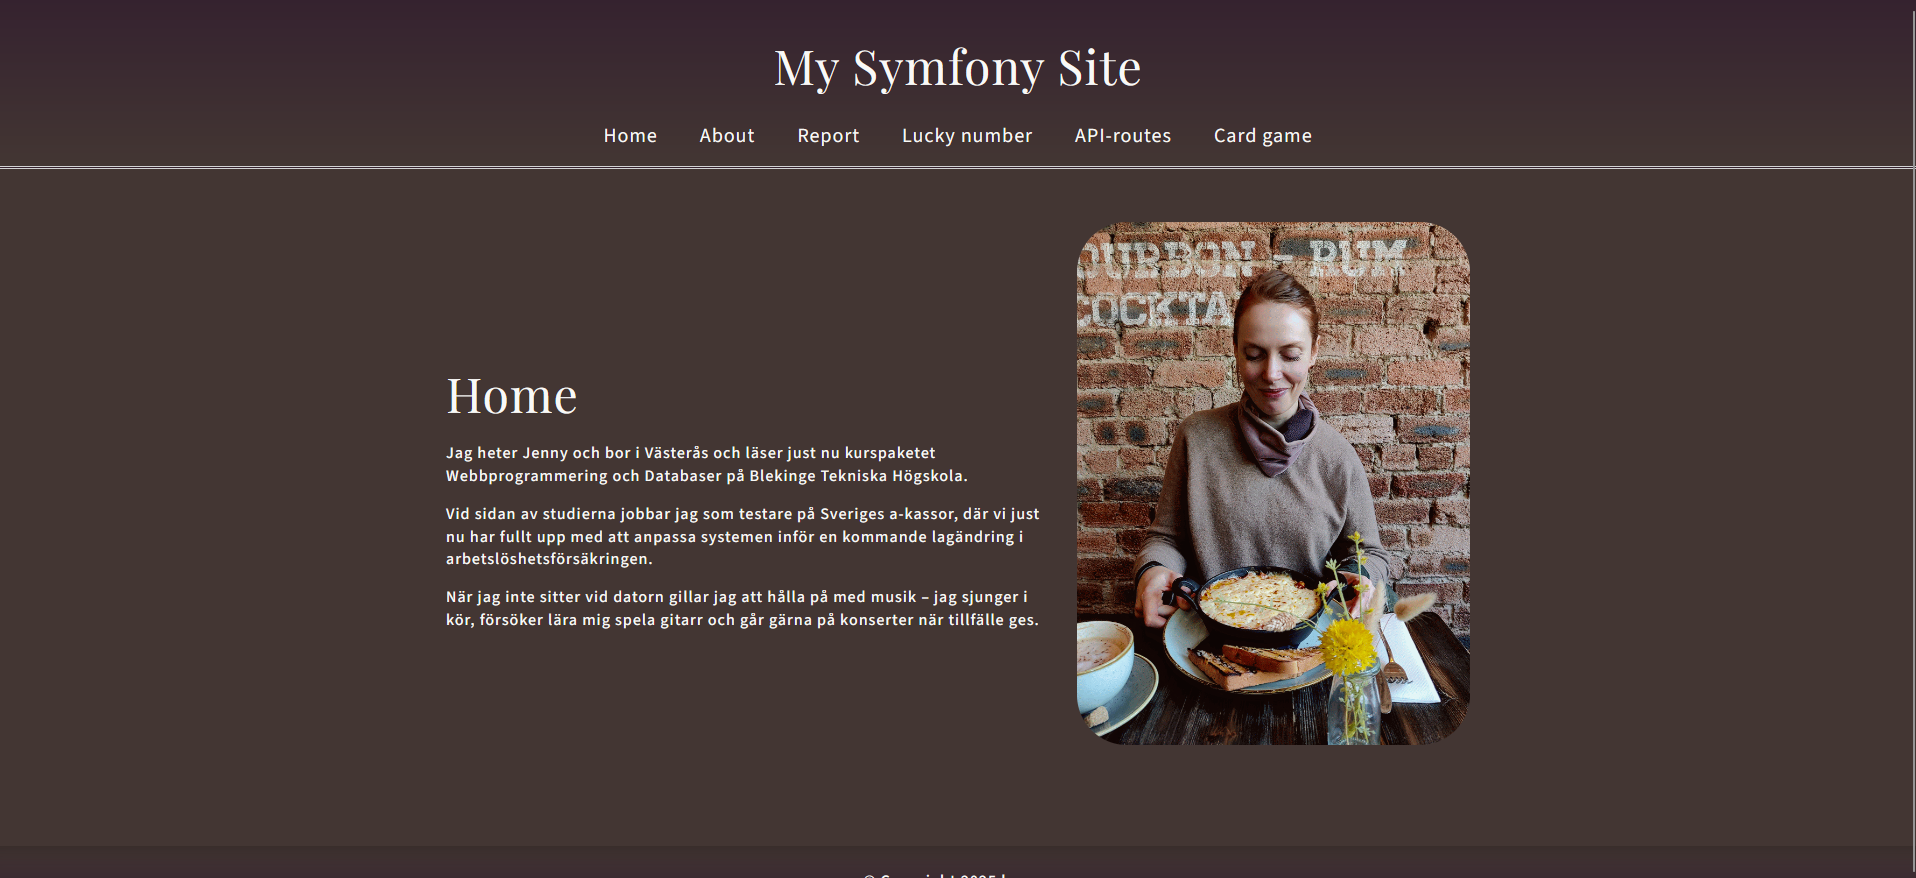 My Symfony Site
Home About Report Lucky number API-routes Card game
OURBON - RUM
COCKTA
Home
Jag heter Jenny och bor i Västerås och läser just nu kurspaketet
Webbprogrammering och Databaser på Blekinge Tekniska Högskola.
Vid sidan av studierna jobbar jag som testare på Sveriges a-kassor, där vi just
nu har fullt upp med att anpassa systemen inför en kommande lagändring i
arbetslöshetsförsäkringen.
När jag inte sitter vid datorn gillar jag att hålla på med musik – jag sjunger i
kör, försöker lära mig spela gitarr och går gärna på konserter när tillfälle ges.
© Copyright 2025